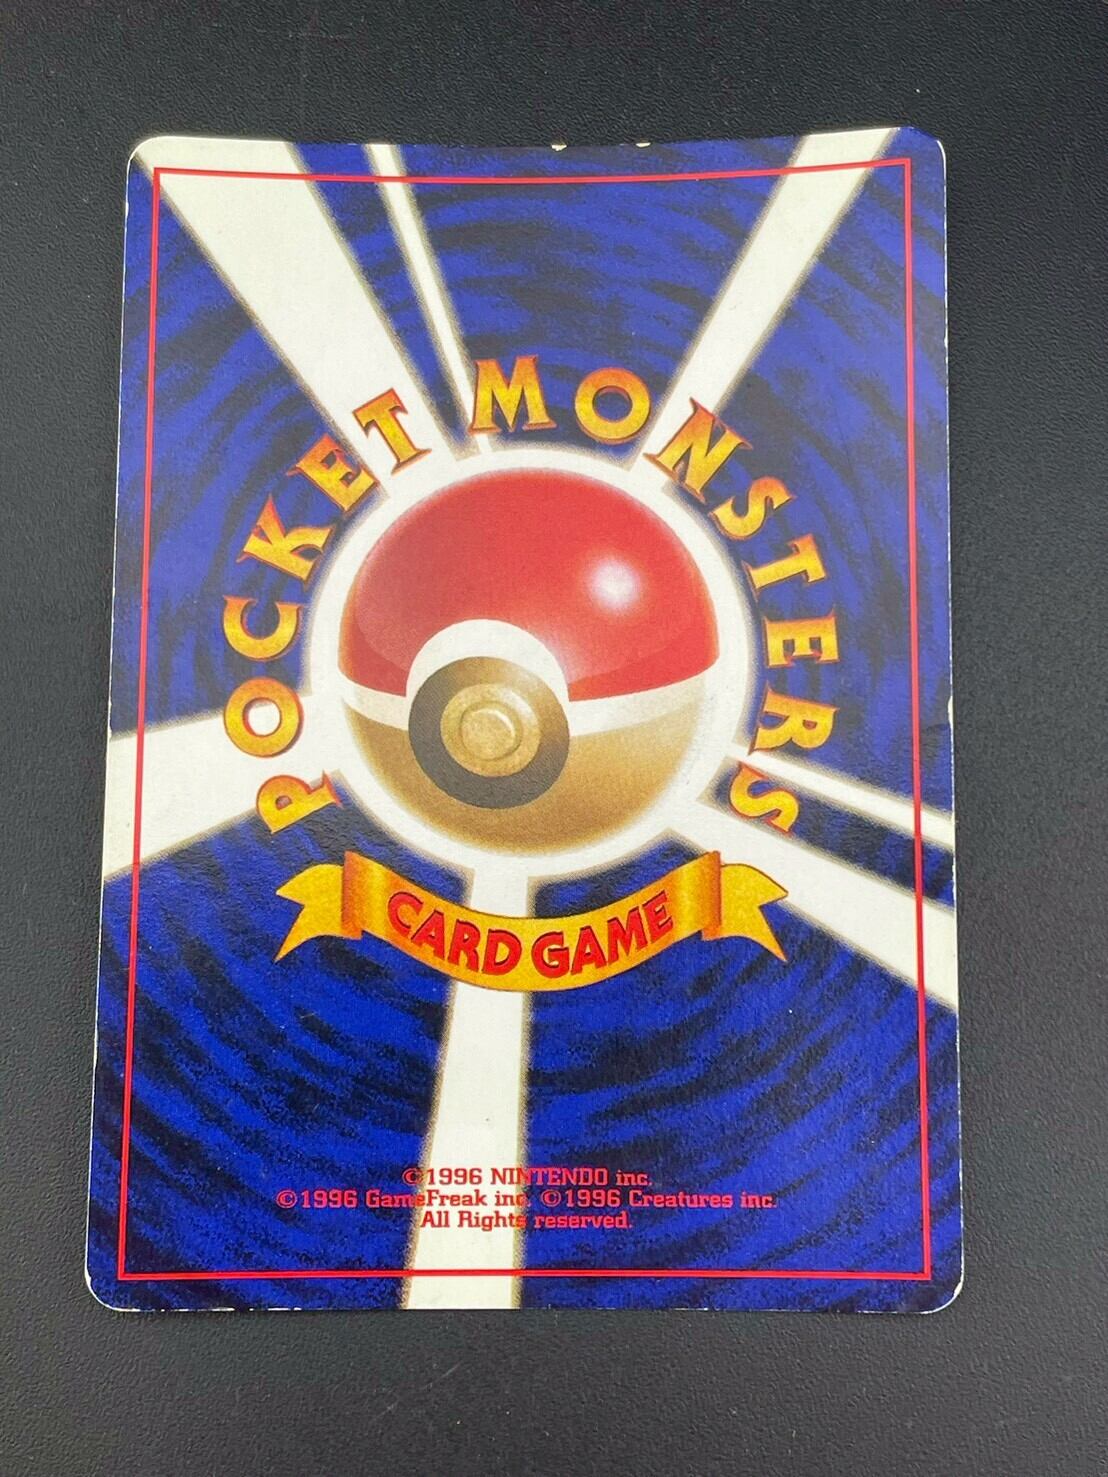 POCKET MONSTERS
CARD GAME
©1996 NINTENDO inc.
©1996 GameFreak inc. ©1996 Creatures inc.
All Rights reserved.